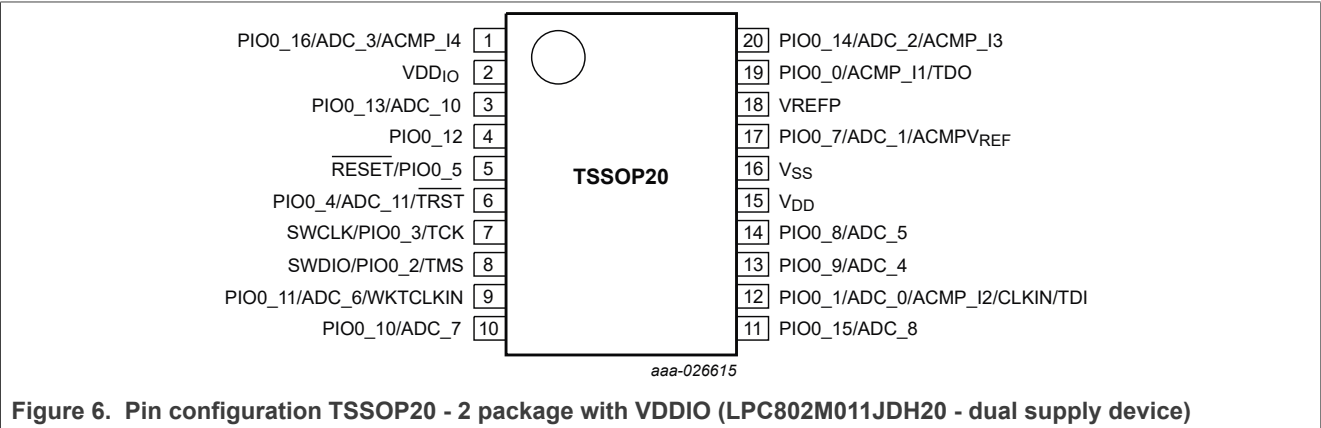 PIO0_16/ADC_3/ACMP_I4 1
VDDIO 2
PIO0_13/ADC_10 3
PIO0_12 4
RESET/PIO0_5 5
PIO0_4/ADC_11/TRST 6
SWCLK/PIO0_3/TCK 7
SWDIO/PIO0_2/TMS 8
PIO0_11/ADC_6/WKTCLKIN 9
PIO0_10/ADC_7 10
TSSOP20
20 PIO0_14/ADC_2/ACMP_I3
19 PIO0_0/ACMP_I1/TDO
18 VREFP
17 PIO0_7/ADC_1/ACMPVREF
16 VSS
15 VDD
14 PIO0_8/ADC_5
13 PIO0_9/ADC_4
12 PIO0_1/ADC_0/ACMP_I2/CLKIN/TDI
11 PIO0_15/ADC_8
aaa-026615
Figure 6. Pin configuration TSSOP20 - 2 package with VDDIO (LPC802M011JDH20 - dual supply device)